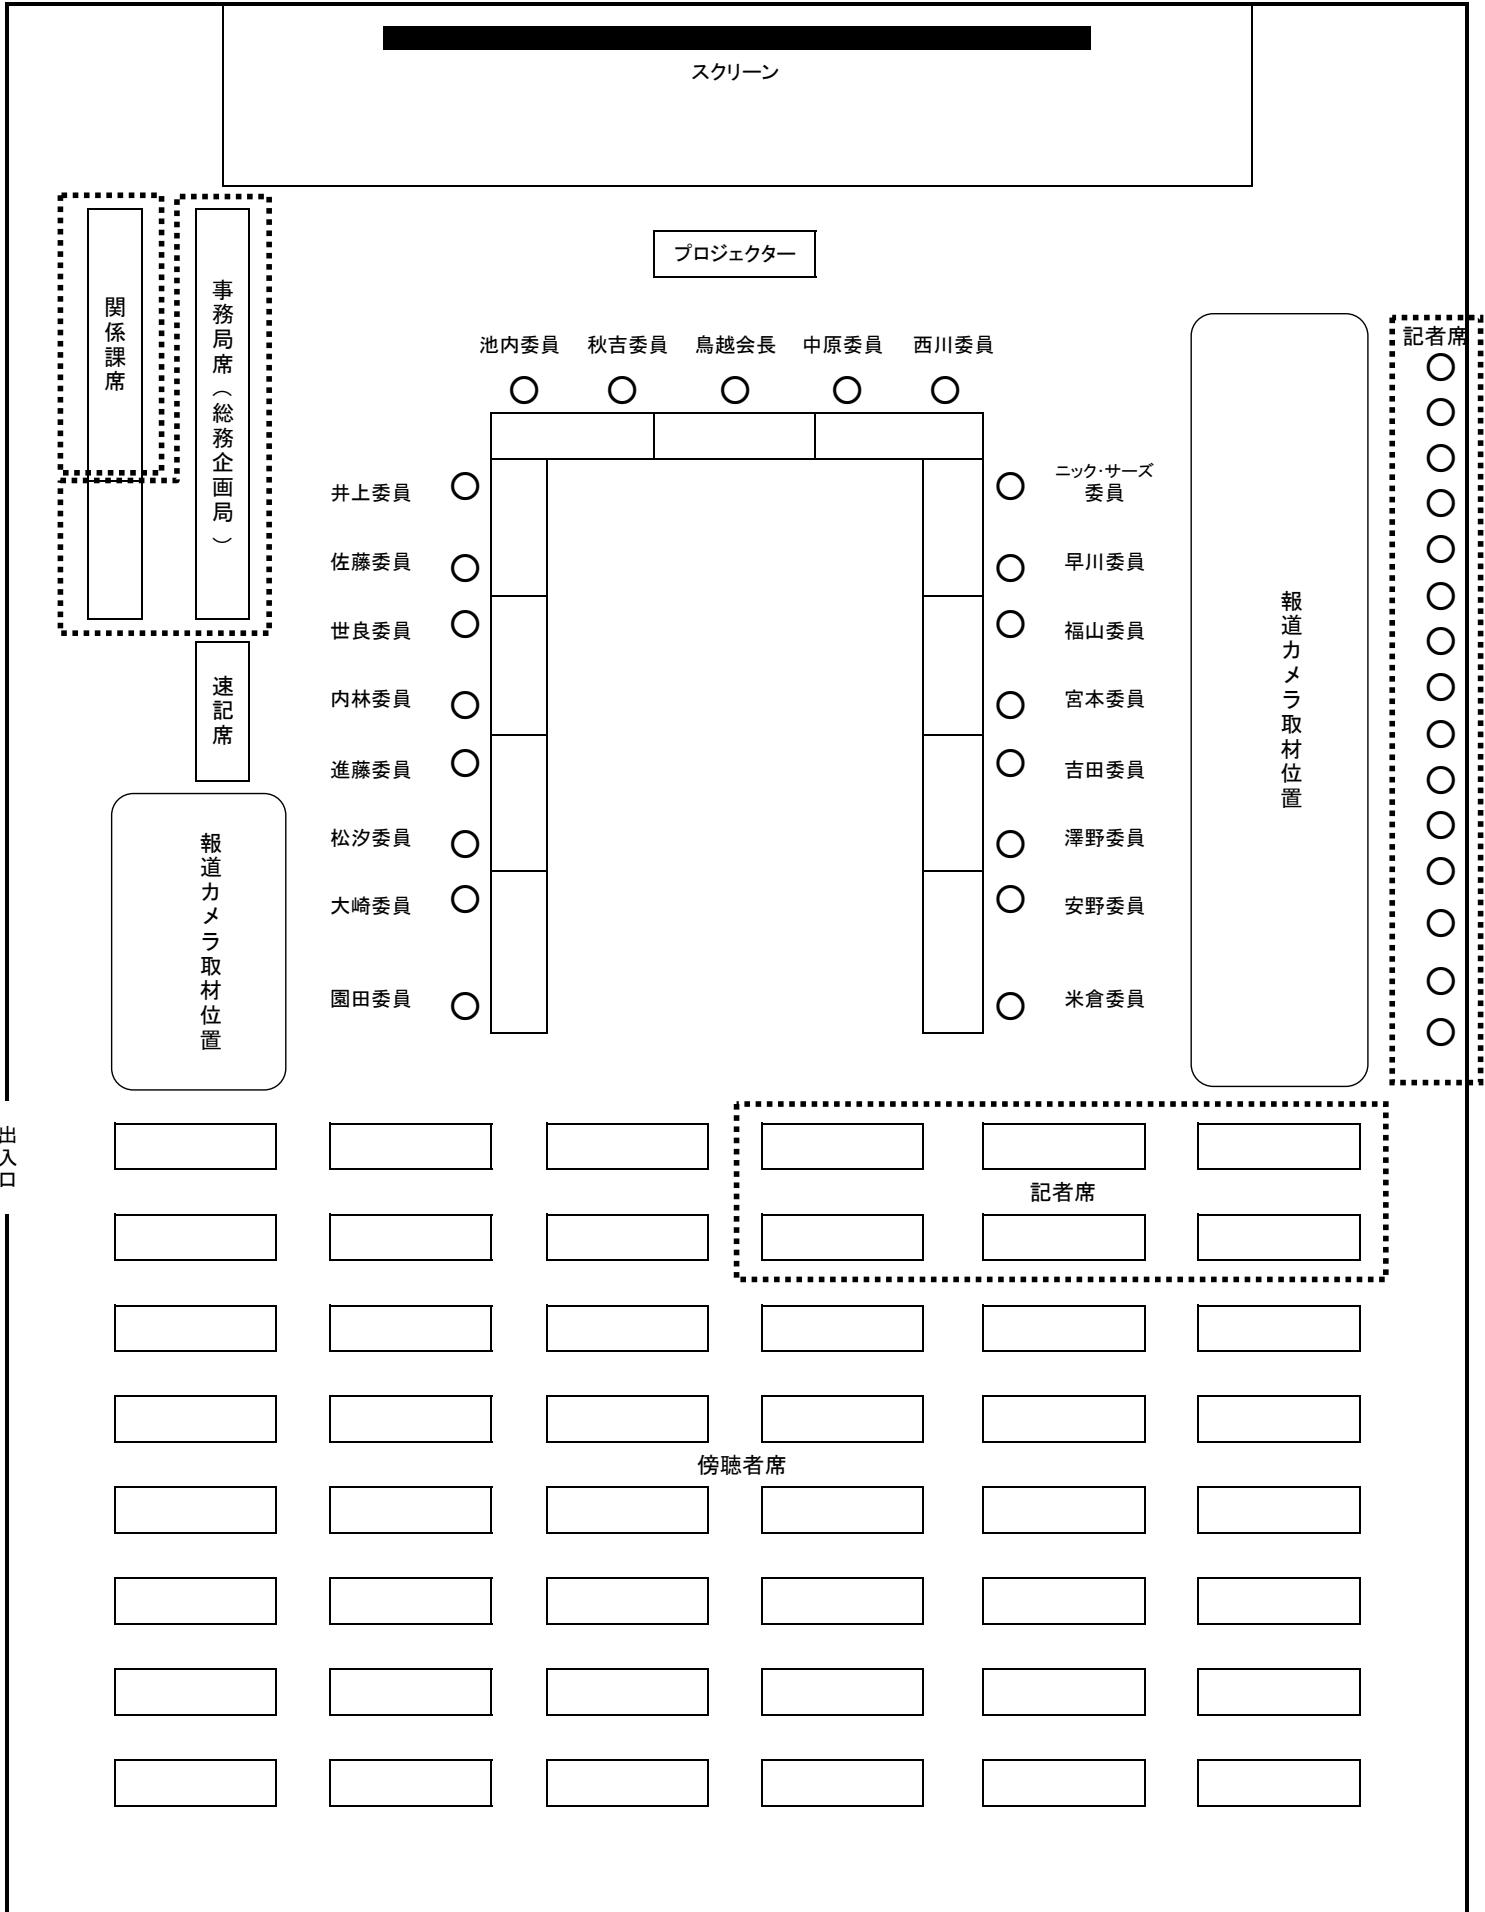 スクリーン
プロジェクター
関係課席
事務局席（総務企画局）
速記席
報道カメラ取材位置
池内委員
秋吉委員
鳥越会長
中原委員
西川委員
井上委員
佐藤委員
世良委員
内林委員
進藤委員
松汐委員
大崎委員
園田委員
ニック・サーズ
委員
早川委員
福山委員
宮本委員
吉田委員
澤野委員
安野委員
米倉委員
報道カメラ取材位置
記者席
出入口
記者席
傍聴者席